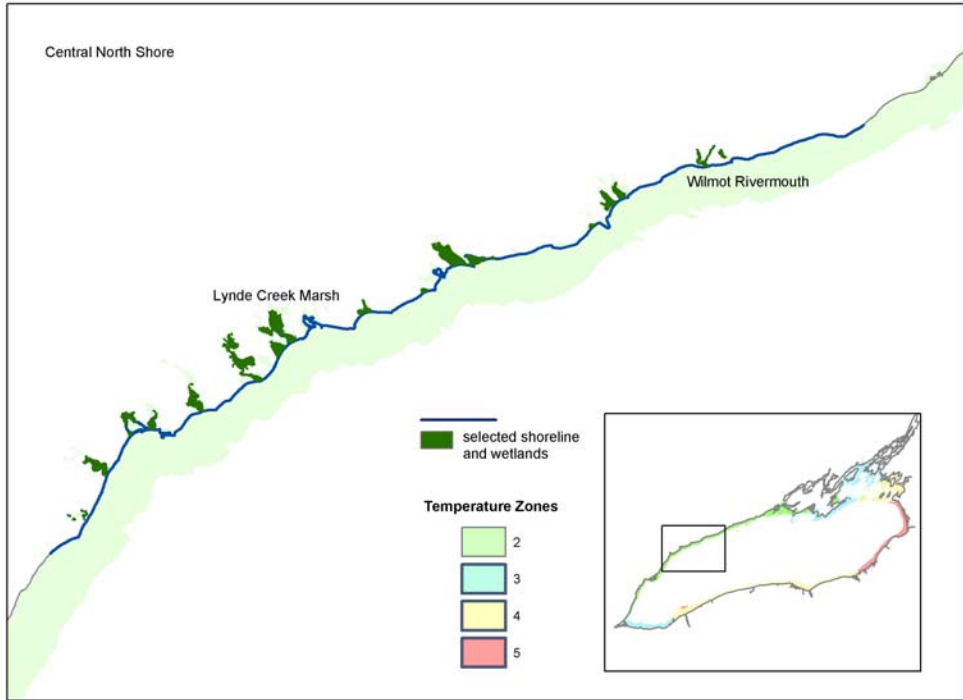 Central North Shore
Wilmot Rivermouth
Lynde Creek Marsh
selected shoreline
and wetlands
Temperature Zones
2
3
4
5